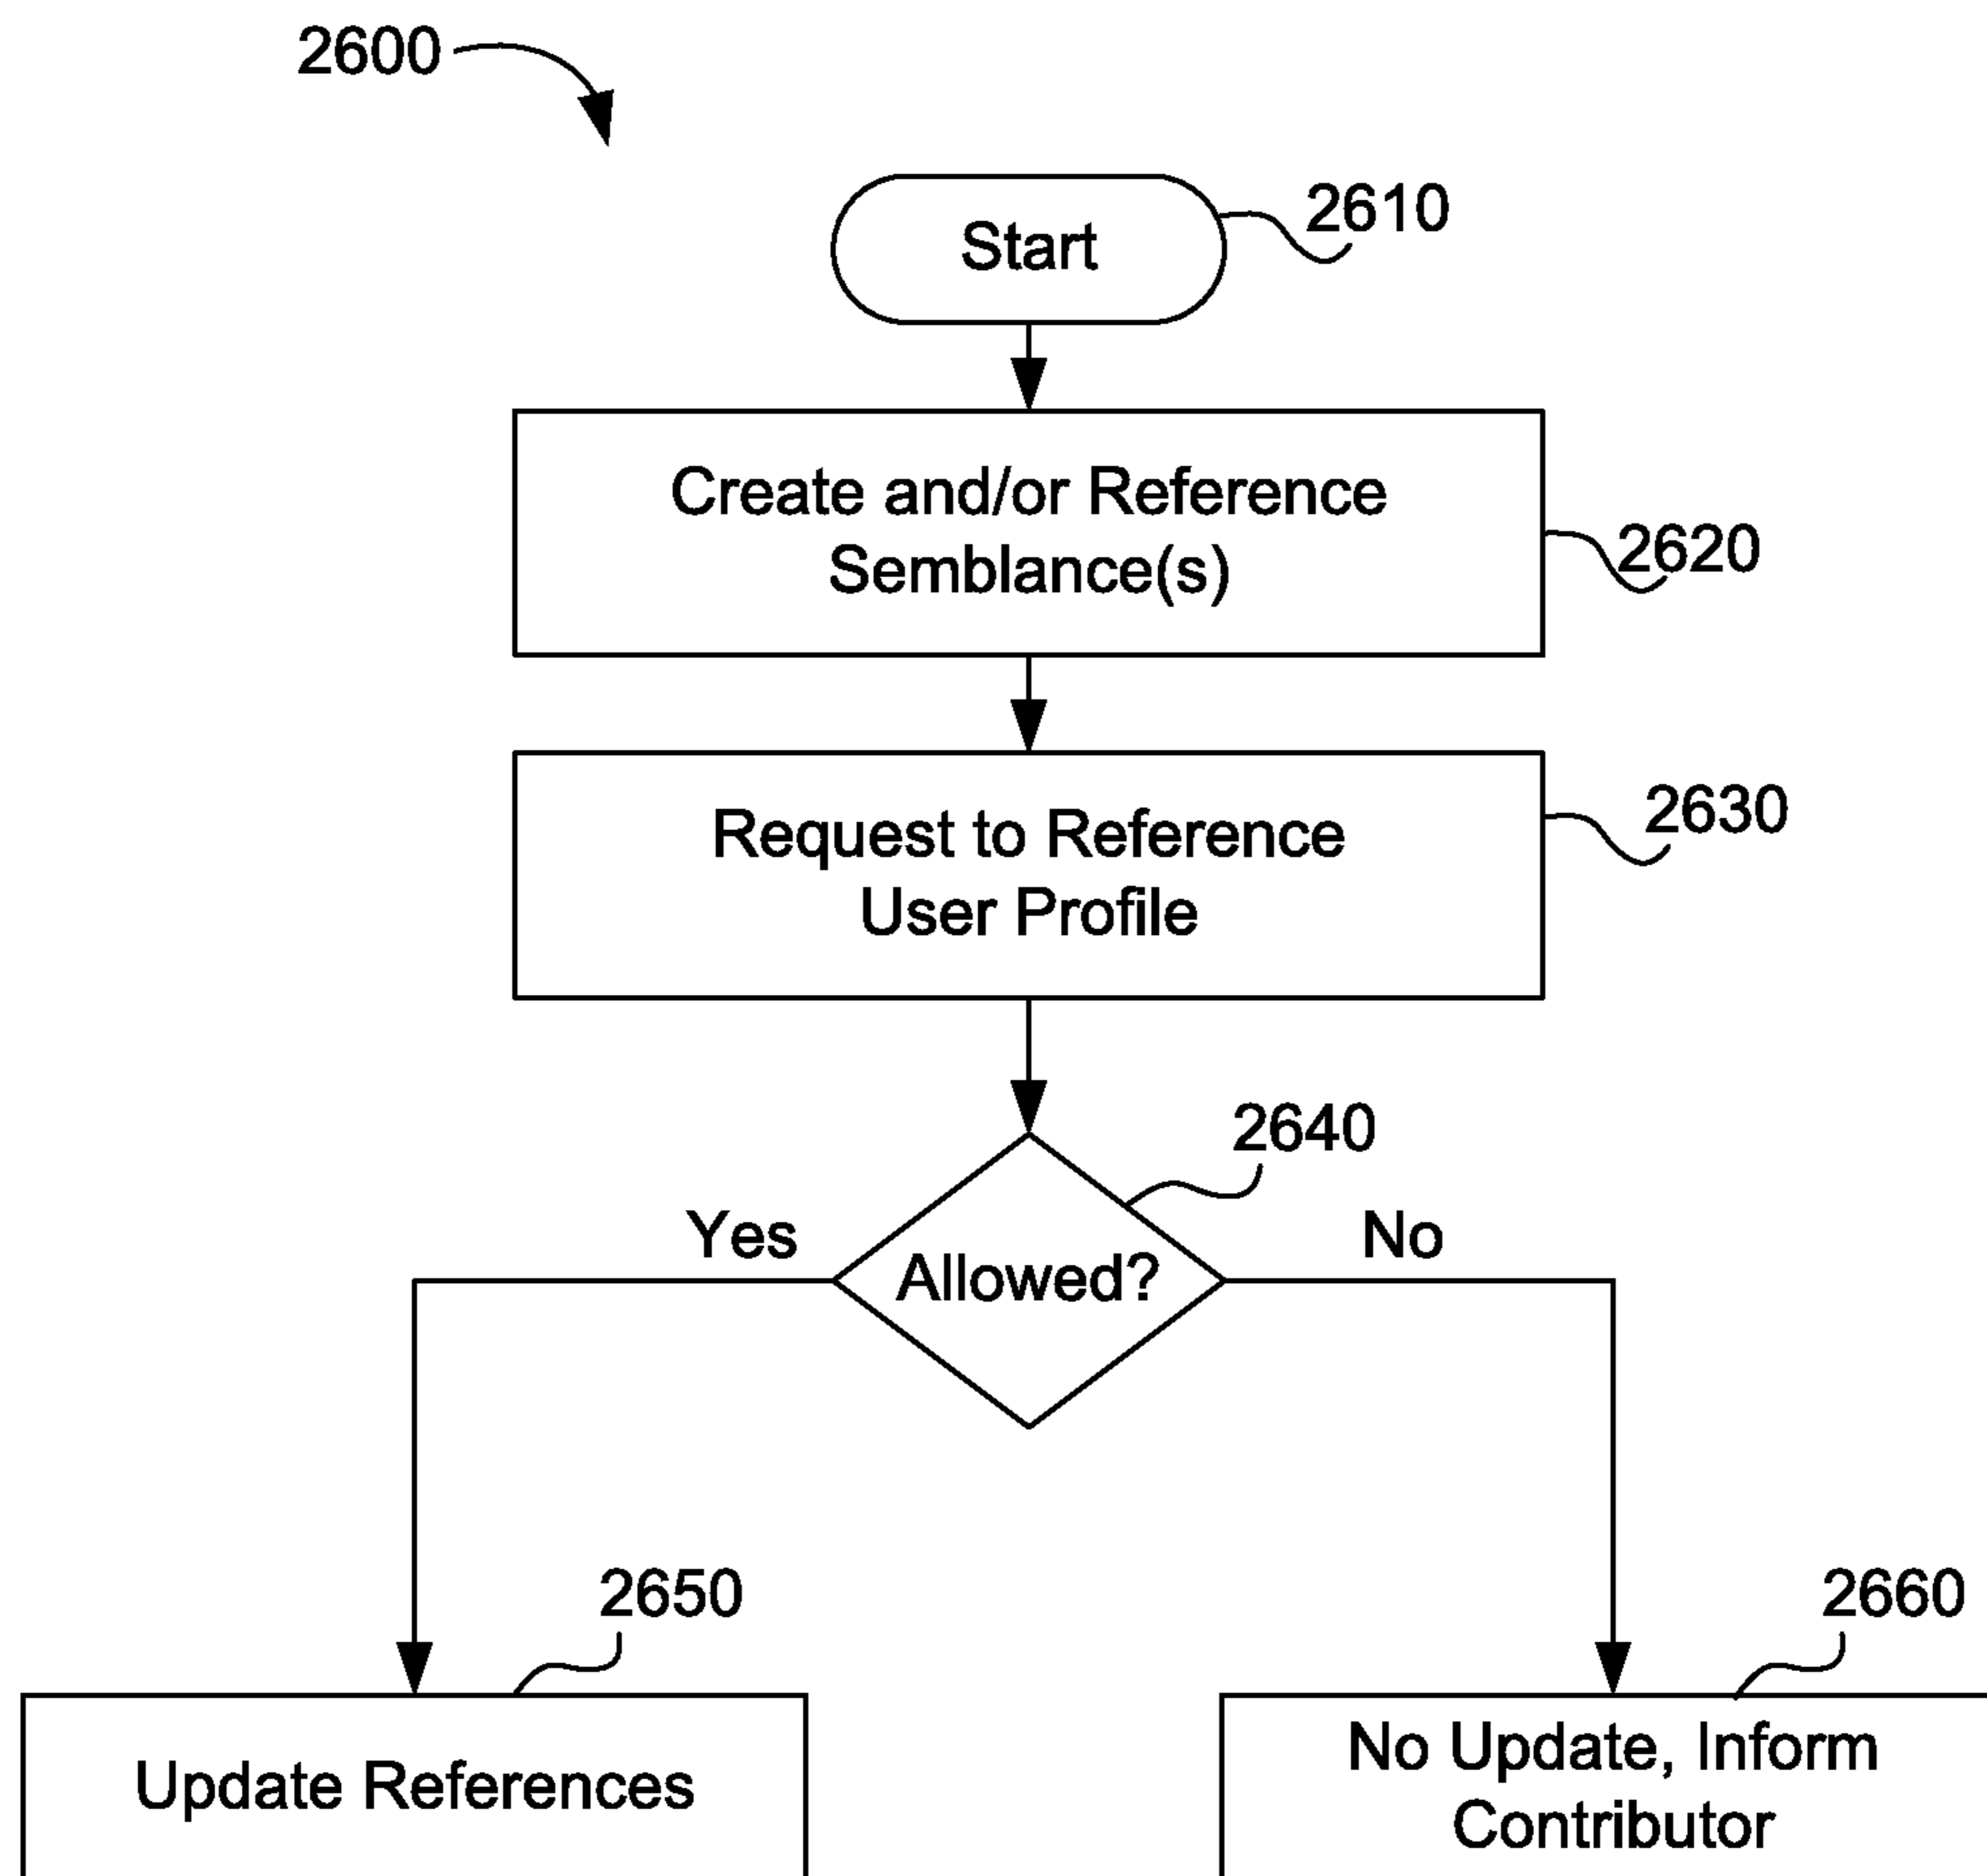 2600
Start
2610
Create and/or Reference
Semblance(s)
2620
Request to Reference
User Profile
2630
2640
Yes
Allowed?
No
2650
2660
Update References
No Update, Inform
Contributor